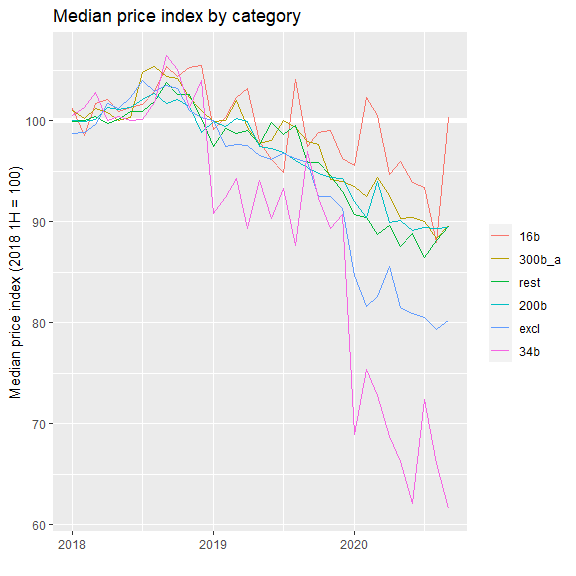 Median price index by category
Median price index (2018 1H = 100)
100
90
80
70
60
2018
2019
2020
16b
300b_a
rest
200b
excl
34b